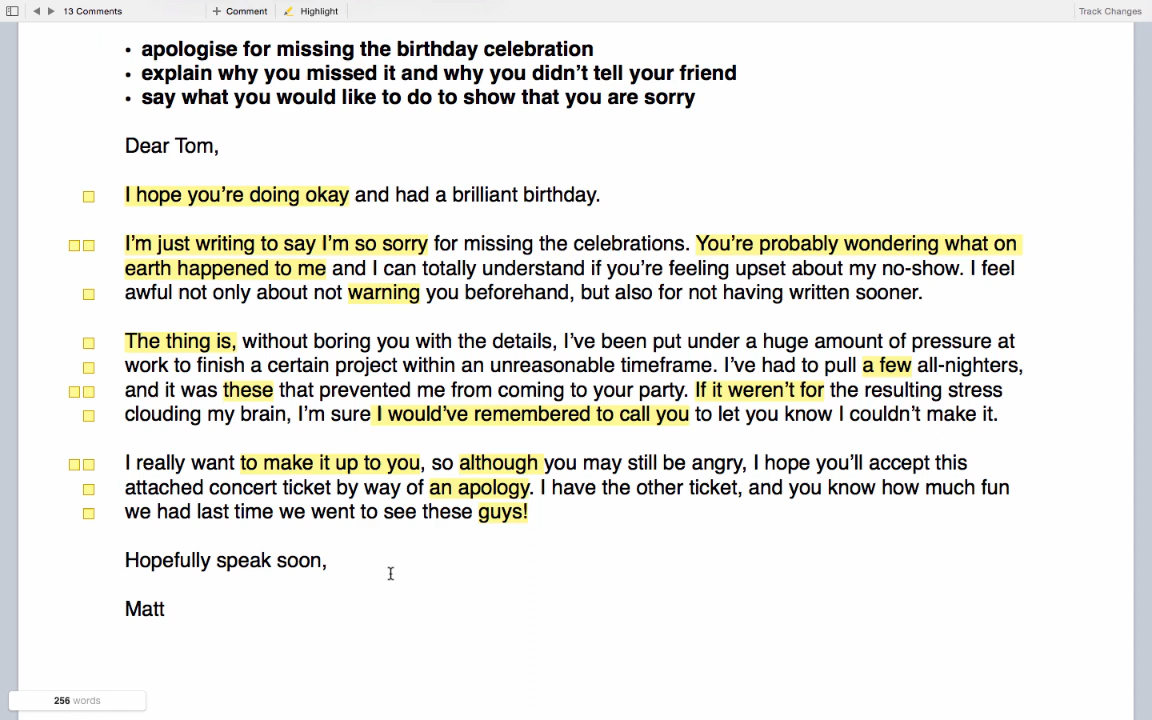 13 Comments
Comment
Highlight
Track Changes
• apologise for missing the birthday celebration
• explain why you missed it and why you didn’t tell your friend
• say what you would like to do to show that you are sorry
Dear Tom,
I hope you’re doing okay and had a brilliant birthday.
I’m just writing to say I’m so sorry for missing the celebrations. You’re probably wondering what on
earth happened to me and I can totally understand if you’re feeling upset about my no-show. I feel
awful not only about not warning you beforehand, but also for not having written sooner.
The thing is, without boring you with the details, I’ve been put under a huge amount of pressure at
work to finish a certain project within an unreasonable timeframe. I’ve had to pull a few all-nighters,
and it was these that prevented me from coming to your party. If it weren’t for the resulting stress
clouding my brain, I’m sure I would’ve remembered to call you to let you know I couldn’t make it.
I really want to make it up to you, so although you may still be angry, I hope you’ll accept this
attached concert ticket by way of an apology. I have the other ticket, and you know how much fun
we had last time we went to see these guys!
Hopefully speak soon,
Matt
256 words